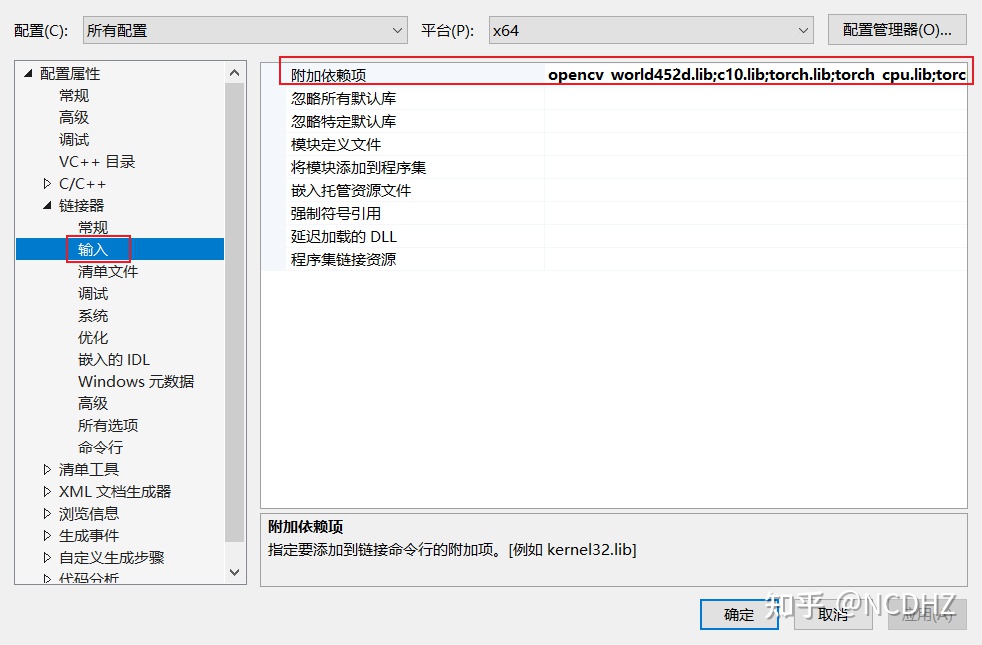 配置(C):
所有配置
平台(P):
x64
配置管理器(O)...
配置属性
常规
高级
调试
VC++ 目录
C/C++
链接器
常规
输入
清单文件
调试
系统
优化
嵌入的 IDL
Windows 元数据
高级
所有选项
命令行
清单工具
XML 文档生成器
浏览信息
生成事件
自定义生成步骤
代码分析
附加依赖项 opencv_world452d.lib;c10.lib;torch.lib;torch_cpu.lib;torc
忽略所有默认库
忽略特定默认库
模块定义文件
将模块添加到程序集
嵌入托管资源文件
强制符号引用
延迟加载的 DLL
程序集链接资源
附加依赖项
指定要添加到链接命令行的附加项。[例如 kernel32.lib]
确定
取消
应用(A)
知乎 @NCDHZ